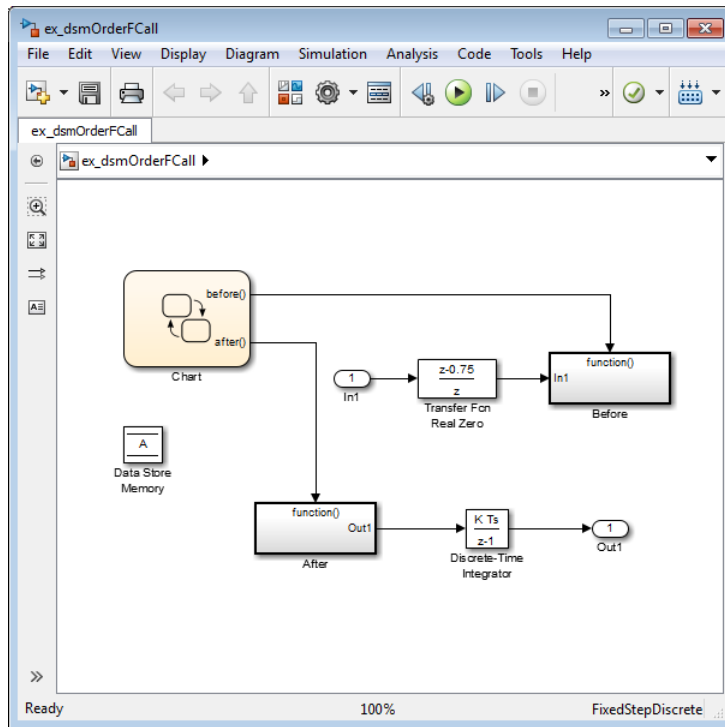 ex_dsmOrderFCall
File Edit View Display Diagram Simulation Analysis Code Tools Help
»
ex_dsmOrderFCall
ex_dsmOrderFCall
before()
after()
Chart
1
In1
z-0.75
z
Transfer Fcn
Real Zero
function()
In1
Before
A
Data Store
Memory
function()
Out1
After
K Ts
z-1
Discrete-Time
Integrator
1
Out1
A
»
Ready 100% FixedStepDiscrete